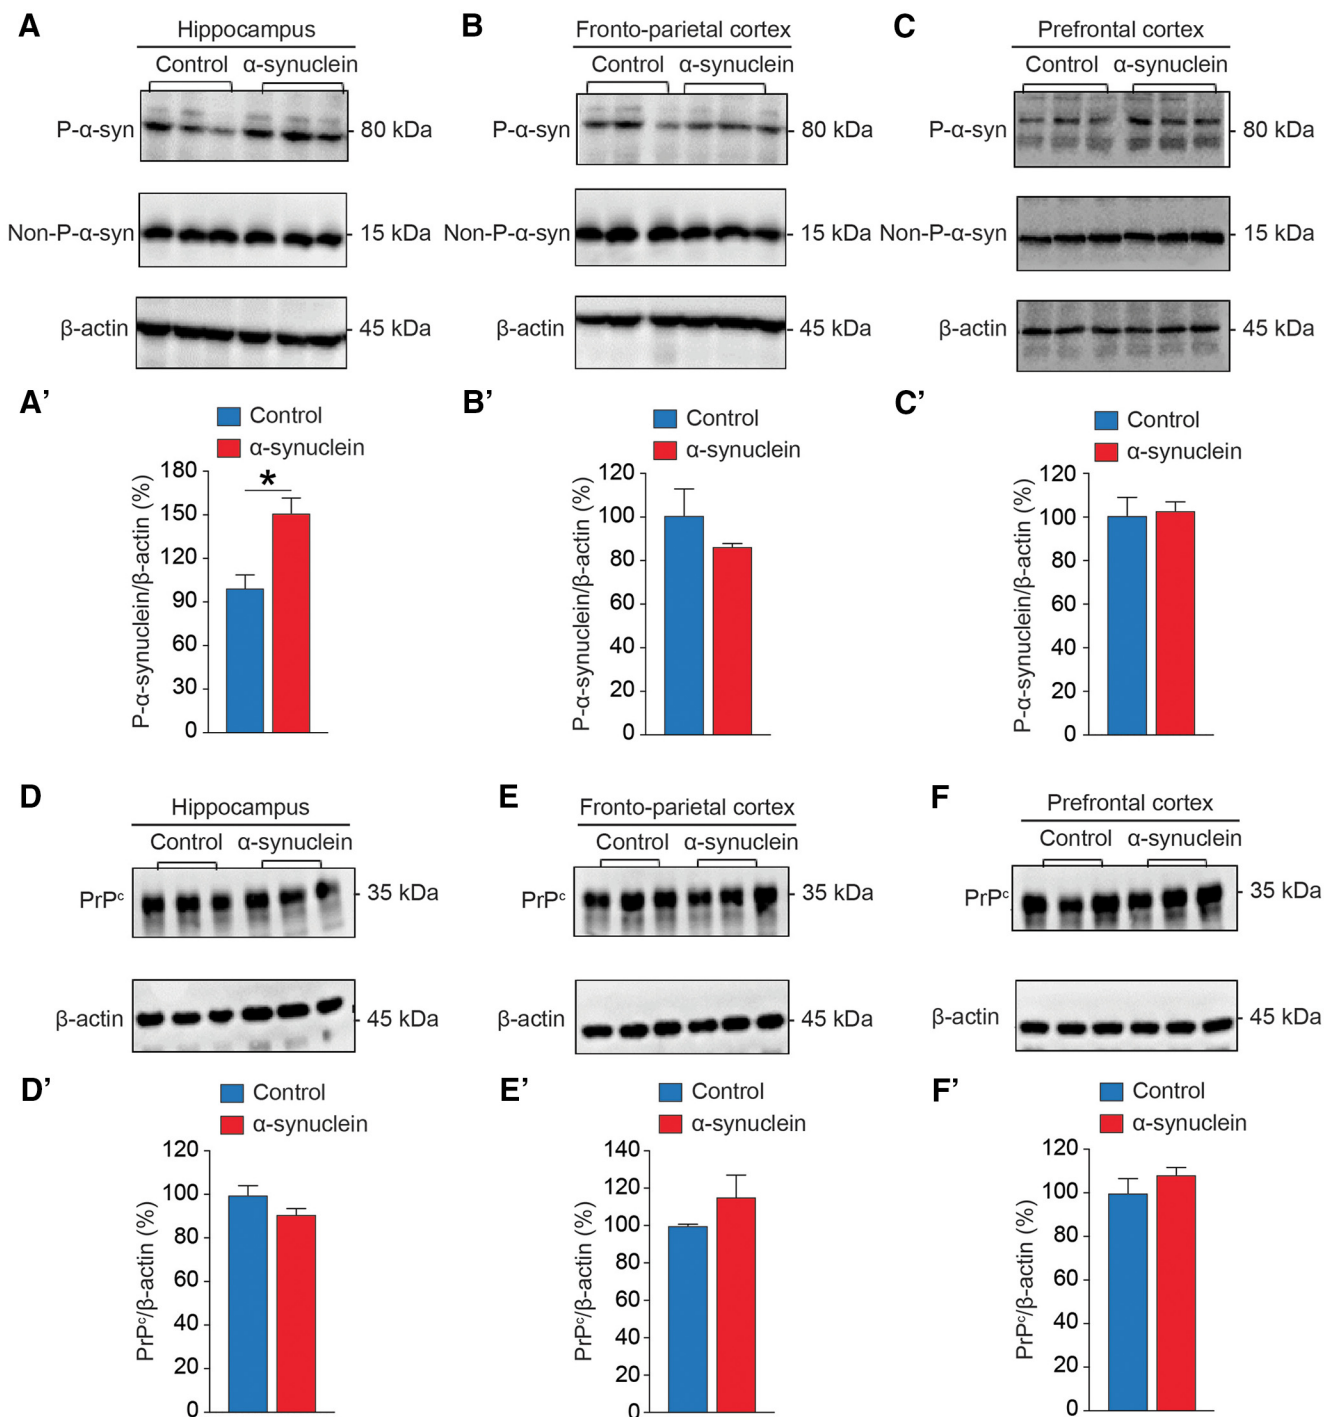 A
Hippocampus
Control α-synuclein
P-α-syn
80 kDa
Non-P-α-syn
15 kDa
β-actin
45 kDa
B
Fronto-parietal cortex
Control α-synuclein
P-α-syn
80 kDa
Non-P-α-syn
15 kDa
β-actin
45 kDa
C
Prefrontal cortex
Control α-synuclein
P-α-syn
80 kDa
Non-P-α-syn
15 kDa
β-actin
45 kDa
A'
Control
α-synuclein
P-α-synuclein/β-actin (%)
180
150
120
90
60
30
0
*
B'
Control
α-synuclein
P-α-synuclein/β-actin (%)
120
100
80
60
40
20
0
C'
Control
α-synuclein
P-α-synuclein/β-actin (%)
120
100
80
60
40
20
0
D
Hippocampus
Control α-synuclein
PrPᶜ
35 kDa
β-actin
45 kDa
E
Fronto-parietal cortex
Control α-synuclein
PrPᶜ
35 kDa
β-actin
45 kDa
F
Prefrontal cortex
Control α-synuclein
PrPᶜ
35 kDa
β-actin
45 kDa
D'
Control
α-synuclein
PrPᶜ/β-actin (%)
120
100
80
60
40
20
0
E'
Control
α-synuclein
PrPᶜ/β-actin (%)
140
120
100
80
60
40
20
0
F'
Control
α-synuclein
PrPᶜ/β-actin (%)
120
100
80
60
40
20
0